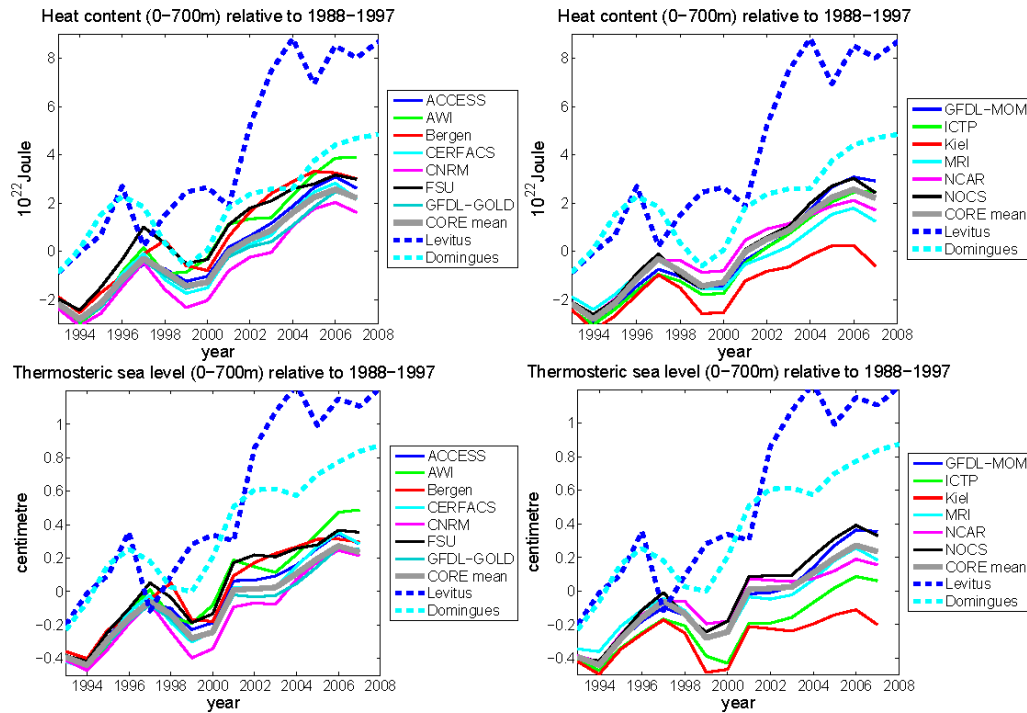 Heat content (0−700m) relative to 1988−1997
8
6
4
2
0
−2
10²² Joule
1994 1996 1998 2000 2002 2004 2006 2008
year
ACCESS
AWI
Bergen
CERFACS
CNRM
FSU
GFDL−GOLD
CORE mean
Levitus
Domingues
Heat content (0−700m) relative to 1988−1997
8
6
4
2
0
−2
10²² Joule
1994 1996 1998 2000 2002 2004 2006 2008
year
GFDL−MOM
ICTP
Kiel
MRI
NCAR
NOCS
CORE mean
Levitus
Domingues
Thermosteric sea level (0−700m) relative to 1988−1997
1
0.8
0.6
0.4
0.2
0
−0.2
−0.4
centimetre
1994 1996 1998 2000 2002 2004 2006 2008
year
ACCESS
AWI
Bergen
CERFACS
CNRM
FSU
GFDL−GOLD
CORE mean
Levitus
Domingues
Thermosteric sea level (0−700m) relative to 1988−1997
1
0.8
0.6
0.4
0.2
0
−0.2
−0.4
centimetre
1994 1996 1998 2000 2002 2004 2006 2008
year
GFDL−MOM
ICTP
Kiel
MRI
NCAR
NOCS
CORE mean
Levitus
Domingues